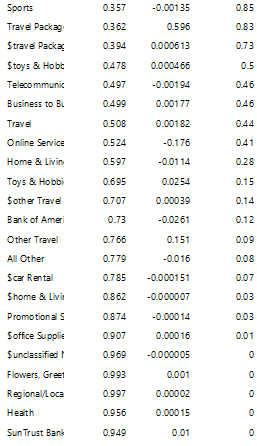 Sports 0.357 -0.00135 0.85
Travel Packag 0.362 0.596 0.83
$travel Packag 0.394 0.000613 0.73
$toys & Hobb 0.478 0.000466 0.5
Telecommunic 0.497 -0.00194 0.46
Business to Bu 0.499 0.00177 0.46
Travel 0.508 0.00182 0.44
Online Service 0.524 -0.176 0.41
Home & Livin 0.597 -0.0114 0.28
Toys & Hobbi 0.695 0.0254 0.15
$other Travel 0.707 0.00039 0.14
Bank of Ameri 0.73 -0.0261 0.12
Other Travel 0.766 0.151 0.09
All Other 0.779 -0.016 0.08
$car Rental 0.785 -0.000151 0.07
$home & Livir 0.862 -0.000007 0.03
Promotional S 0.874 -0.00014 0.03
$office Supplie 0.907 0.00016 0.01
$unclassified N 0.969 -0.000005 0
Flowers, Greet 0.993 0.001 0
Regional/Loca 0.997 0.00002 0
Health 0.956 0.00015 0
SunTrust Bank 0.949 0.01 0